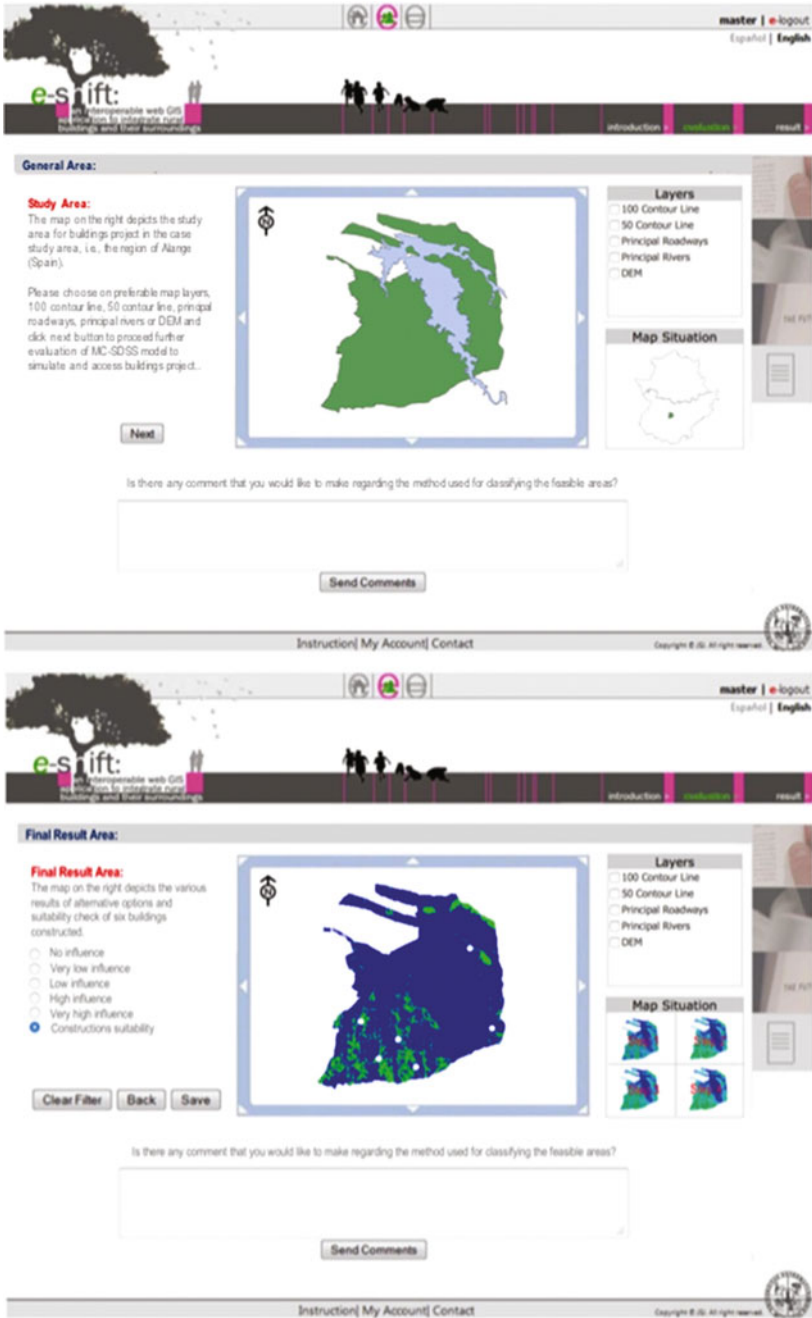 master | e-logout
Español | English
e-shift:
an interoperable web GIS
application to integrate rural
buildings and their surroundings
introduction
evaluation
result
General Area:
Study Area:
The map on the right depicts the study
area for buildings project in the case
study area, i.e., the region of Alange
(Spain).
Please choose on preferable map layers,
100 contour line, 50 contour line, principal
roadways, principal rivers or DEM and
click next button to proceed further
evaluation of MC-SDSS model to
simulate and access buildings project...
Next
N
Layers
100 Contour Line
50 Contour Line
Principal Roadways
Principal Rivers
DEM
Map Situation
Is there any comment that you would like to make regarding the method used for classifying the feasible areas?
Send Comments
Instruction| My Account| Contact
Copyright © JSJ. All right reserved.
master | e-logout
Español | English
e-shift:
an interoperable web GIS
application to integrate rural
buildings and their surroundings
introduction
evaluation
result
Final Result Area:
Final Result Area:
The map on the right depicts the various
results of alternative options and
suitability check of six buildings
constructed.
No influence
Very low influence
Low influence
High influence
Very high influence
Constructions suitability
Clear Filter
Back
Save
N
Layers
100 Contour Line
50 Contour Line
Principal Roadways
Principal Rivers
DEM
Map Situation
Is there any comment that you would like to make regarding the method used for classifying the feasible areas?
Send Comments
Instruction| My Account| Contact
All right reserved.